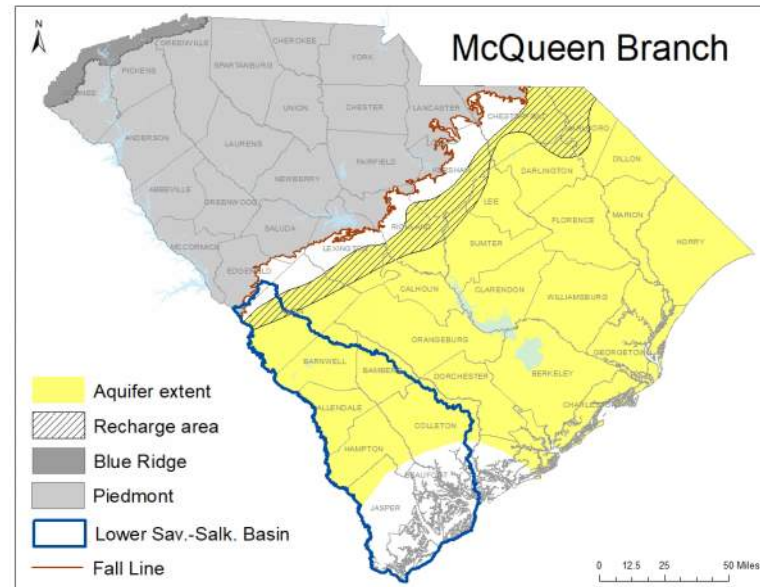 N
McQueen Branch
GREENVILLE
CHEROKEE
YORK
PICKENS
SPARTANBURG
UNION
CHESTER
LANCASTER
CHESTERFIELD
MARLBORO
ANDERSON
LAURENS
FAIRFIELD
KERSHAW
DARLINGTON
DILLON
ABBEVILLE
GREENWOOD
NEWBERRY
LEE
FLORENCE
MARION
SALUDA
RICHLAND
HORRY
MCCORMICK
LEXINGTON
SUMTER
EDGEFIELD
CALHOUN
CLARENDON
WILLIAMSBURG
ORANGEBURG
GEORGETOWN
BARNWELL
BAMBERG
BERKELEY
DORCHESTER
ALLENDALE
COLLETON
HAMPTON
BEAUFORT
JASPER
Aquifer extent
Recharge area
Blue Ridge
Piedmont
Lower Sav.-Salk. Basin
Fall Line
0 12.5 25 50 Miles